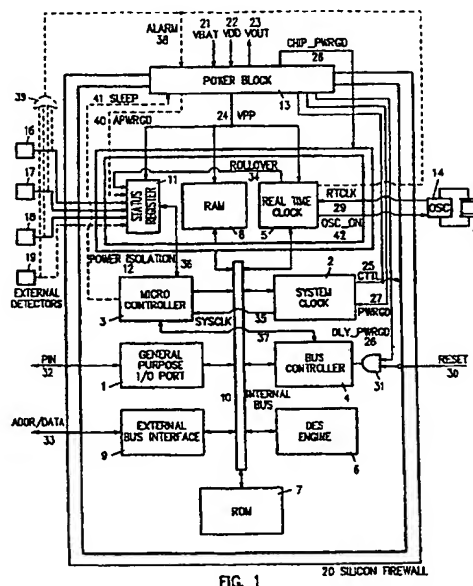 21 22 23
ALARM
38
VBAT VDD VOUT
CHIP_PWRGD
28
POWER BLOCK
13
41 SLEEP
40
APWRGD
24 VPP
39
16
17
18
19
EXTERNAL
DETECTORS
11
STATUS
REGISTER
ROLLOVER
34
RAM
8
REAL TIME
CLOCK
5
RTCLK
29
OSC_ON
42
14
OSC
POWER ISOLATION
12
36
MICRO
CONTROLLER
3
2
SYSTEM
CLOCK
25
CTTL
27
PWRGD
SYSCLK
35
37
DLY_PWRGD
26
PIN
32
GENERAL
PURPOSE
I/O PORT
1
BUS
CONTROLLER
4
31
RESET
30
10
INTERNAL
BUS
ADDR/DATA
33
EXTERNAL
BUS INTERFACE
9
DES
ENGINE
6
7
ROM
20 SILICON FIREWALL
FIG. 1